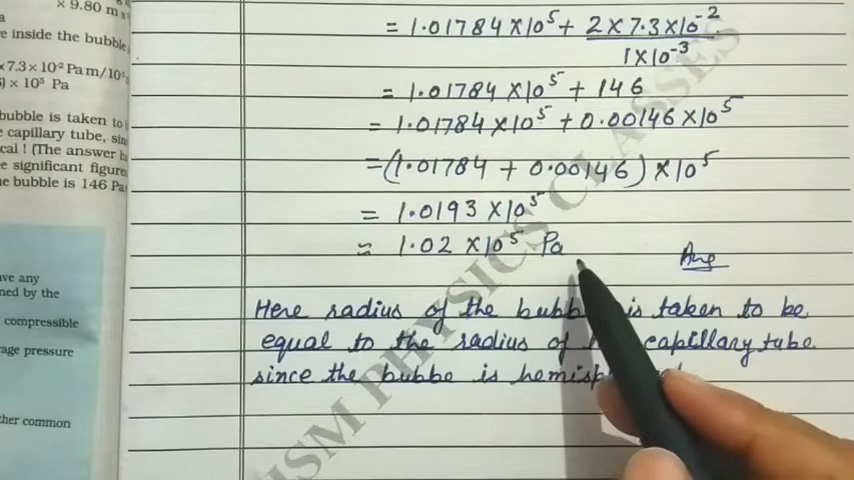 × 9.80 m s
e inside the bubble
× 7.3 × 10⁻² Pa m/10⁻³
) × 10⁵ Pa
bubble is taken to
e capillary tube, sin
cal ! (The answer
e significant figure
he bubble is 146 Pa
ave any
ned by the
compressible
age pressure
ther common
= 1.01784 × 10⁵ + 2 × 7.3 × 10⁻²
1 × 10⁻³
= 1.01784 × 10⁵ + 146
= 1.01784 × 10⁵ + 0.00146 × 10⁵
= (1.01784 + 0.00146) × 10⁵
= 1.0193 × 10⁵
≈ 1.02 × 10⁵ Pa Ans
Here radius of the is taken to be
equal to the radius of capillary tube
since the bubbe is
ISM PHYSICS CLASSES